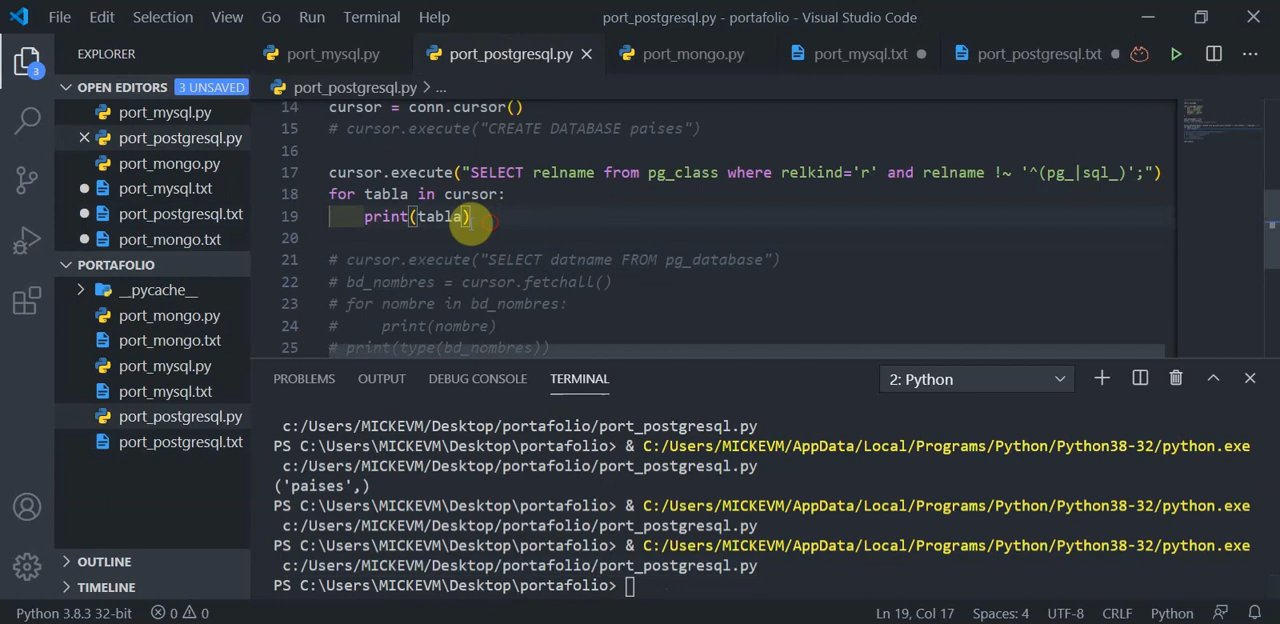 File Edit Selection View Go Run Terminal Help port_postgresql.py - portafolio - Visual Studio Code
EXPLORER
port_mysql.py port_postgresql.py port_mongo.py port_mysql.txt port_postgresql.txt
3
OPEN EDITORS 3 UNSAVED
port_mysql.py
port_postgresql.py
port_mongo.py
port_mysql.txt
port_postgresql.txt
port_mongo.txt
PORTAFOLIO
__pycache__
port_mongo.py
port_mongo.txt
port_mysql.py
port_mysql.txt
port_postgresql.py
port_postgresql.txt
OUTLINE
TIMELINE
port_postgresql.py > ...
14 cursor = conn.cursor()
15 # cursor.execute("CREATE DATABASE paises")
16
17 cursor.execute("SELECT relname from pg_class where relkind='r' and relname !~ '^(pg_|sql_)';")
18 for tabla in cursor:
19 print(tabla)
20
21 # cursor.execute("SELECT datname FROM pg_database")
22 # bd_nombres = cursor.fetchall()
23 # for nombre in bd_nombres:
24 # print(nombre)
25 # print(type(bd_nombres))
PROBLEMS OUTPUT DEBUG CONSOLE TERMINAL 2: Python
c:/Users/MICKEVM/Desktop/portafolio/port_postgresql.py
PS C:\Users\MICKEVM\Desktop\portafolio> & C:/Users/MICKEVM/AppData/Local/Programs/Python/Python38-32/python.exe
c:/Users/MICKEVM/Desktop/portafolio/port_postgresql.py
('paises',)
PS C:\Users\MICKEVM\Desktop\portafolio> & C:/Users/MICKEVM/AppData/Local/Programs/Python/Python38-32/python.exe
c:/Users/MICKEVM/Desktop/portafolio/port_postgresql.py
PS C:\Users\MICKEVM\Desktop\portafolio> & C:/Users/MICKEVM/AppData/Local/Programs/Python/Python38-32/python.exe
c:/Users/MICKEVM/Desktop/portafolio/port_postgresql.py
PS C:\Users\MICKEVM\Desktop\portafolio>
Python 3.8.3 32-bit 0 0 Ln 19, Col 17 Spaces: 4 UTF-8 CRLF Python